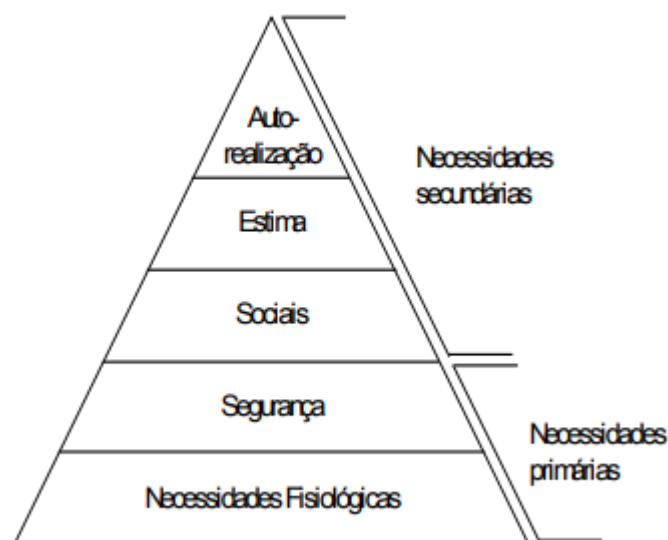 Auto-
realização
Necessidades
secundárias
Estima
Sociais
Segurança
Necessidades
primárias
Necessidades Fisiológicas